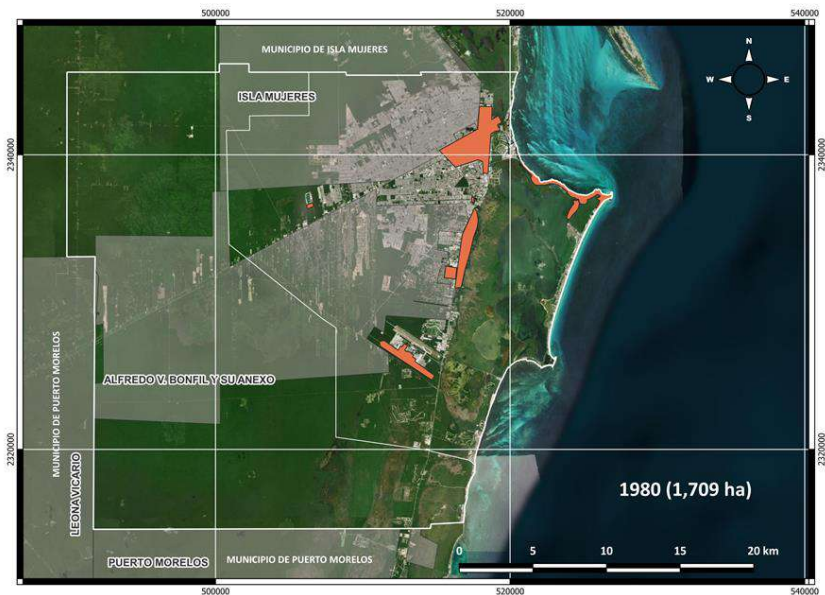 500000
520000
540000
MUNICIPIO DE ISLA MUJERES
N
W
E
S
ISLA MUJERES
2340000
2340000
MUNICIPIO DE PUERTO MORELOS
ALFREDO V. BONFIL Y SU ANEXO
2320000
2320000
LEONA VICARIO
1980 (1,709 ha)
PUERTO MORELOS
MUNICIPIO DE PUERTO MORELOS
0 5 10 15 20 km
500000
520000
540000